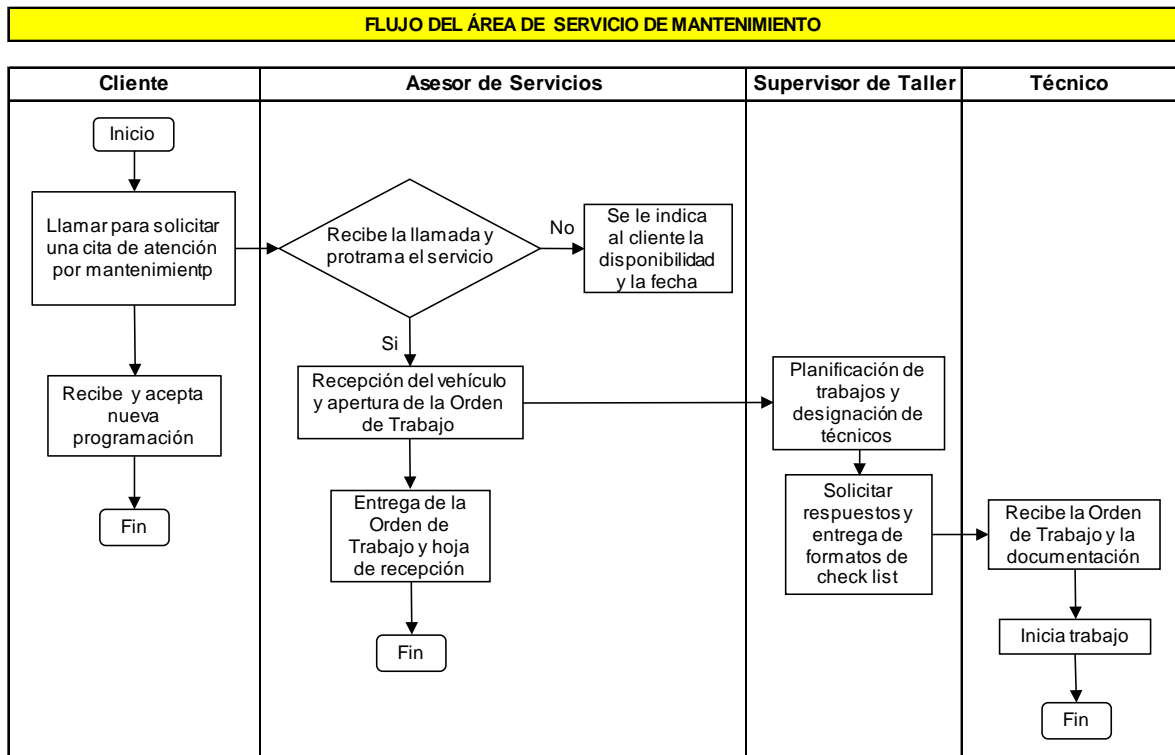 FLUJO DEL ÁREA DE SERVICIO DE MANTENIMIENTO
Cliente
Asesor de Servicios
Supervisor de Taller
Técnico
Inicio
Llamar para solicitar
una cita de atención
por mantenimientp
Recibe y acepta
nueva
programación
Fin
Recibe la llamada y
protrama el servicio
No
Se le indica
al cliente la
disponibilidad
y la fecha
Si
Recepción del vehículo
y apertura de la Orden
de Trabajo
Entrega de la
Orden de
Trabajo y hoja
de recepción
Fin
Planificación de
trabajos y
designación de
técnicos
Solicitar
respuestos y
entrega de
formatos de
check list
Recibe la Orden
de Trabajo y la
documentación
Inicia trabajo
Fin